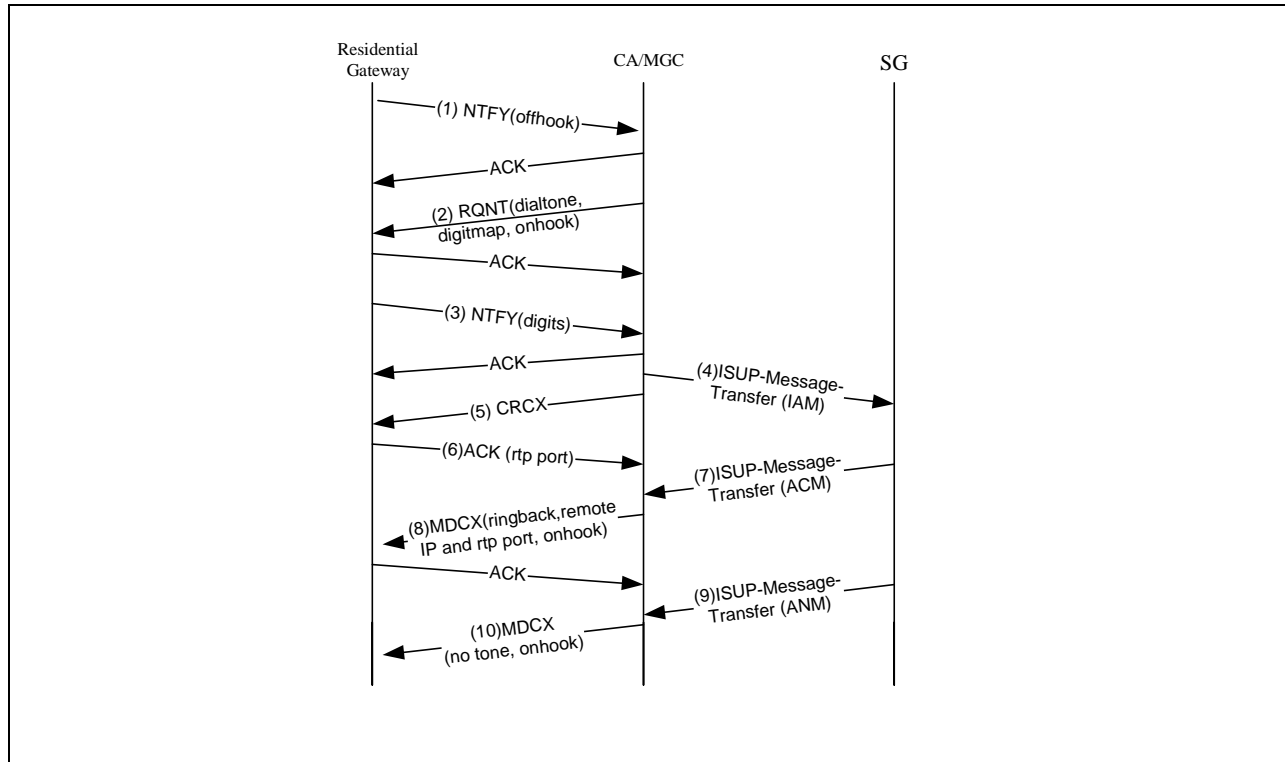 Residential
Gateway
CA/MGC
SG
(1) NTFY(offhook)
ACK
(2) RQNT(dialtone,
digitmap, onhook)
ACK
(3) NTFY(digits)
ACK
(4)ISUP-Message-
Transfer (IAM)
(5) CRCX
(6)ACK (rtp port)
(7)ISUP-Message-
Transfer (ACM)
(8)MDCX(ringback,remote
IP and rtp port, onhook)
ACK
(9)ISUP-Message-
Transfer (ANM)
(10)MDCX
(no tone, onhook)